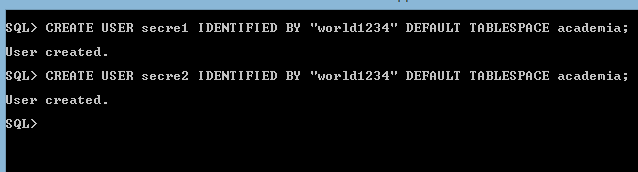 SQL> CREATE USER secre1 IDENTIFIED BY "world1234" DEFAULT TABLESPACE academia;
User created.
SQL> CREATE USER secre2 IDENTIFIED BY "world1234" DEFAULT TABLESPACE academia;
User created.
SQL>